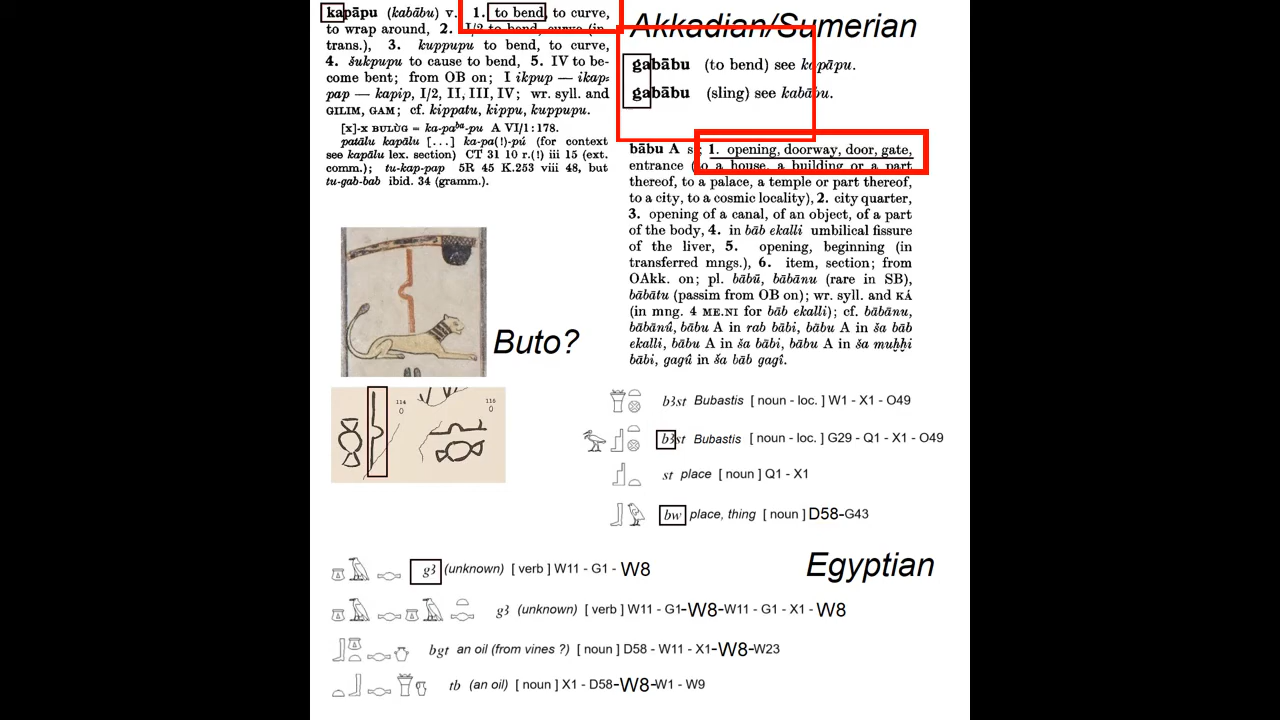 kapāpu (kabābu) v. 1. to bend, to curve,
to wrap around, 2. I/2 to bend, curve (in
trans.), 3. kuppupu to bend, to curve,
4. šukpupu to cause to bend, 5. IV to be-
come bent; from OB on; I ikpup — ikap-
pap — kapip, I/2, II, III, IV; wr. syll. and
GILIM, GAM; cf. kippatu, kippu, kuppupu.
[x]-x BULÙG = ka-pa^ba-pu A VI/1:178.
patālu kapālu [...] ka-pa(!)-pú (for context
see kapālu lex. section) CT 31 10 r.(!) iii 15 (ext.
comm.); tu-kap-pap 5R 45 K.253 viii 48, but
tu-gab-bab ibid. 34 (gramm.).
Akkadian/Sumerian
gabābu (to bend) see kapāpu.
gabābu (sling) see kabābu.
bābu A s.; 1. opening, doorway, door, gate,
entrance (to a house, a building or a part
thereof, to a palace, a temple or part thereof,
to a city, to a cosmic locality), 2. city quarter,
3. opening of a canal, of an object, of a part
of the body, 4. in bāb ekalli umbilical fissure
of the liver, 5. opening, beginning (in
transferred mngs.), 6. item, section; from
OAkk. on; pl. bābū, bābānu (rare in SB),
bābātu (passim from OB on); wr. syll. and KÁ
(in mng. 4 ME.NI for bāb ekalli); cf. bābānu,
bābānû, bābu A in rab bābi, bābu A in ša bāb
ekalli, bābu A in ša bābi, bābu A in ša muḫḫi
bābi, gagû in ša bāb gagî.
Buto?
114
0
115
0
bꜣst Bubastis [ noun - loc. ] W1 - X1 - O49
bꜣst Bubastis [ noun - loc. ] G29 - Q1 - X1 - O49
st place [ noun ] Q1 - X1
bw place, thing [ noun ] D58-G43
Egyptian
gꜣ (unknown) [ verb ] W11 - G1 - W8
gꜣ (unknown) [ verb ] W11 - G1-W8-W11 - G1 - X1 - W8
bgt an oil (from vines ?) [ noun ] D58 - W11 - X1-W8-W23
tb (an oil) [ noun ] X1 - D58-W8-W1 - W9